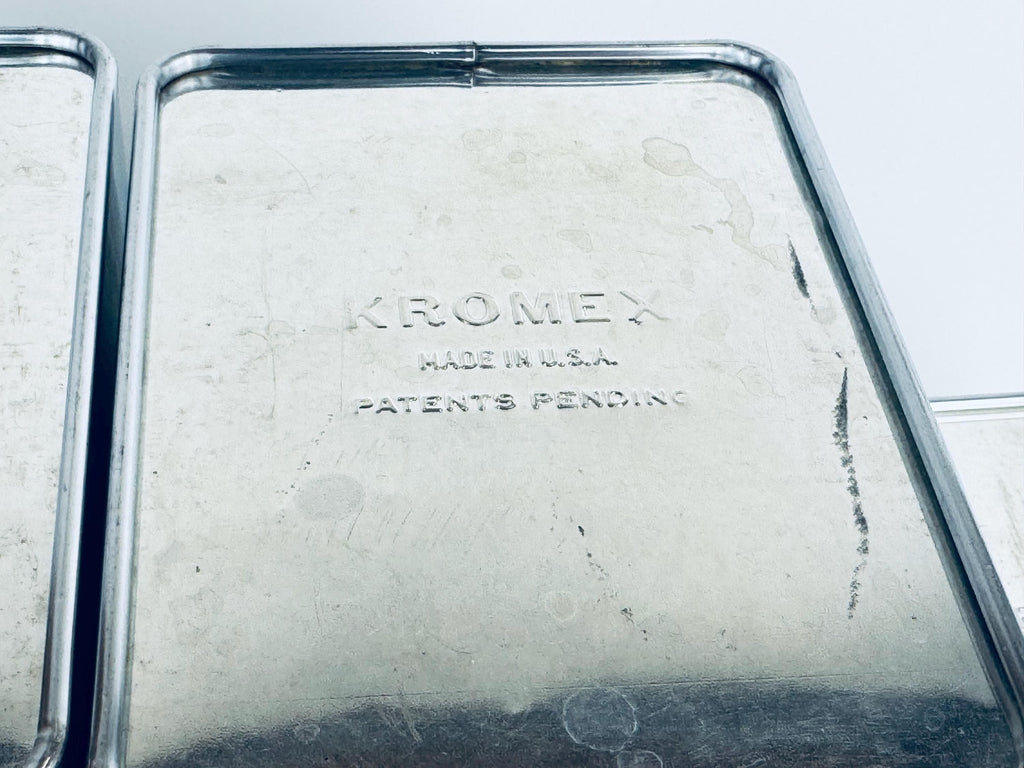 KROMEX
MADE IN U.S.A.
PATENTS PENDING